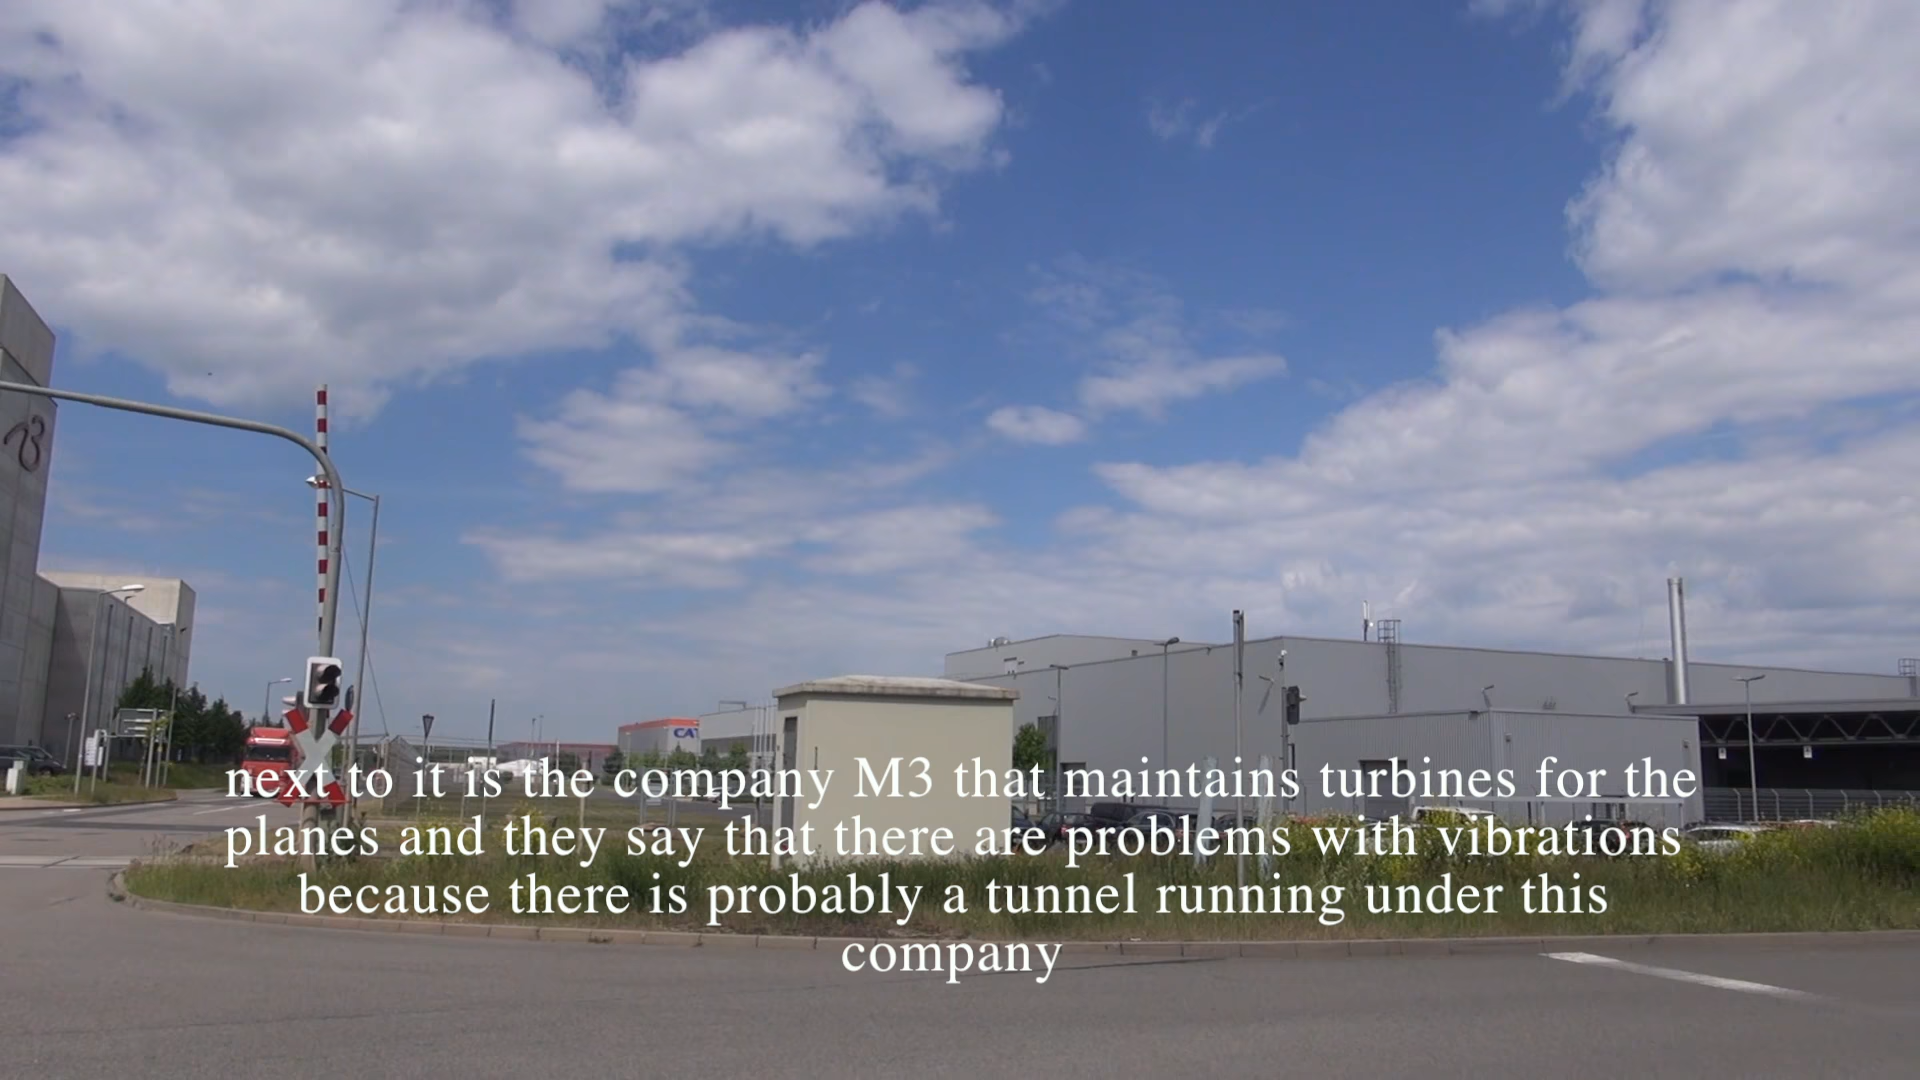 CAT
next to it is the company M3 that maintains turbines for the
planes and they say that there are problems with vibrations
because there is probably a tunnel running under this
company